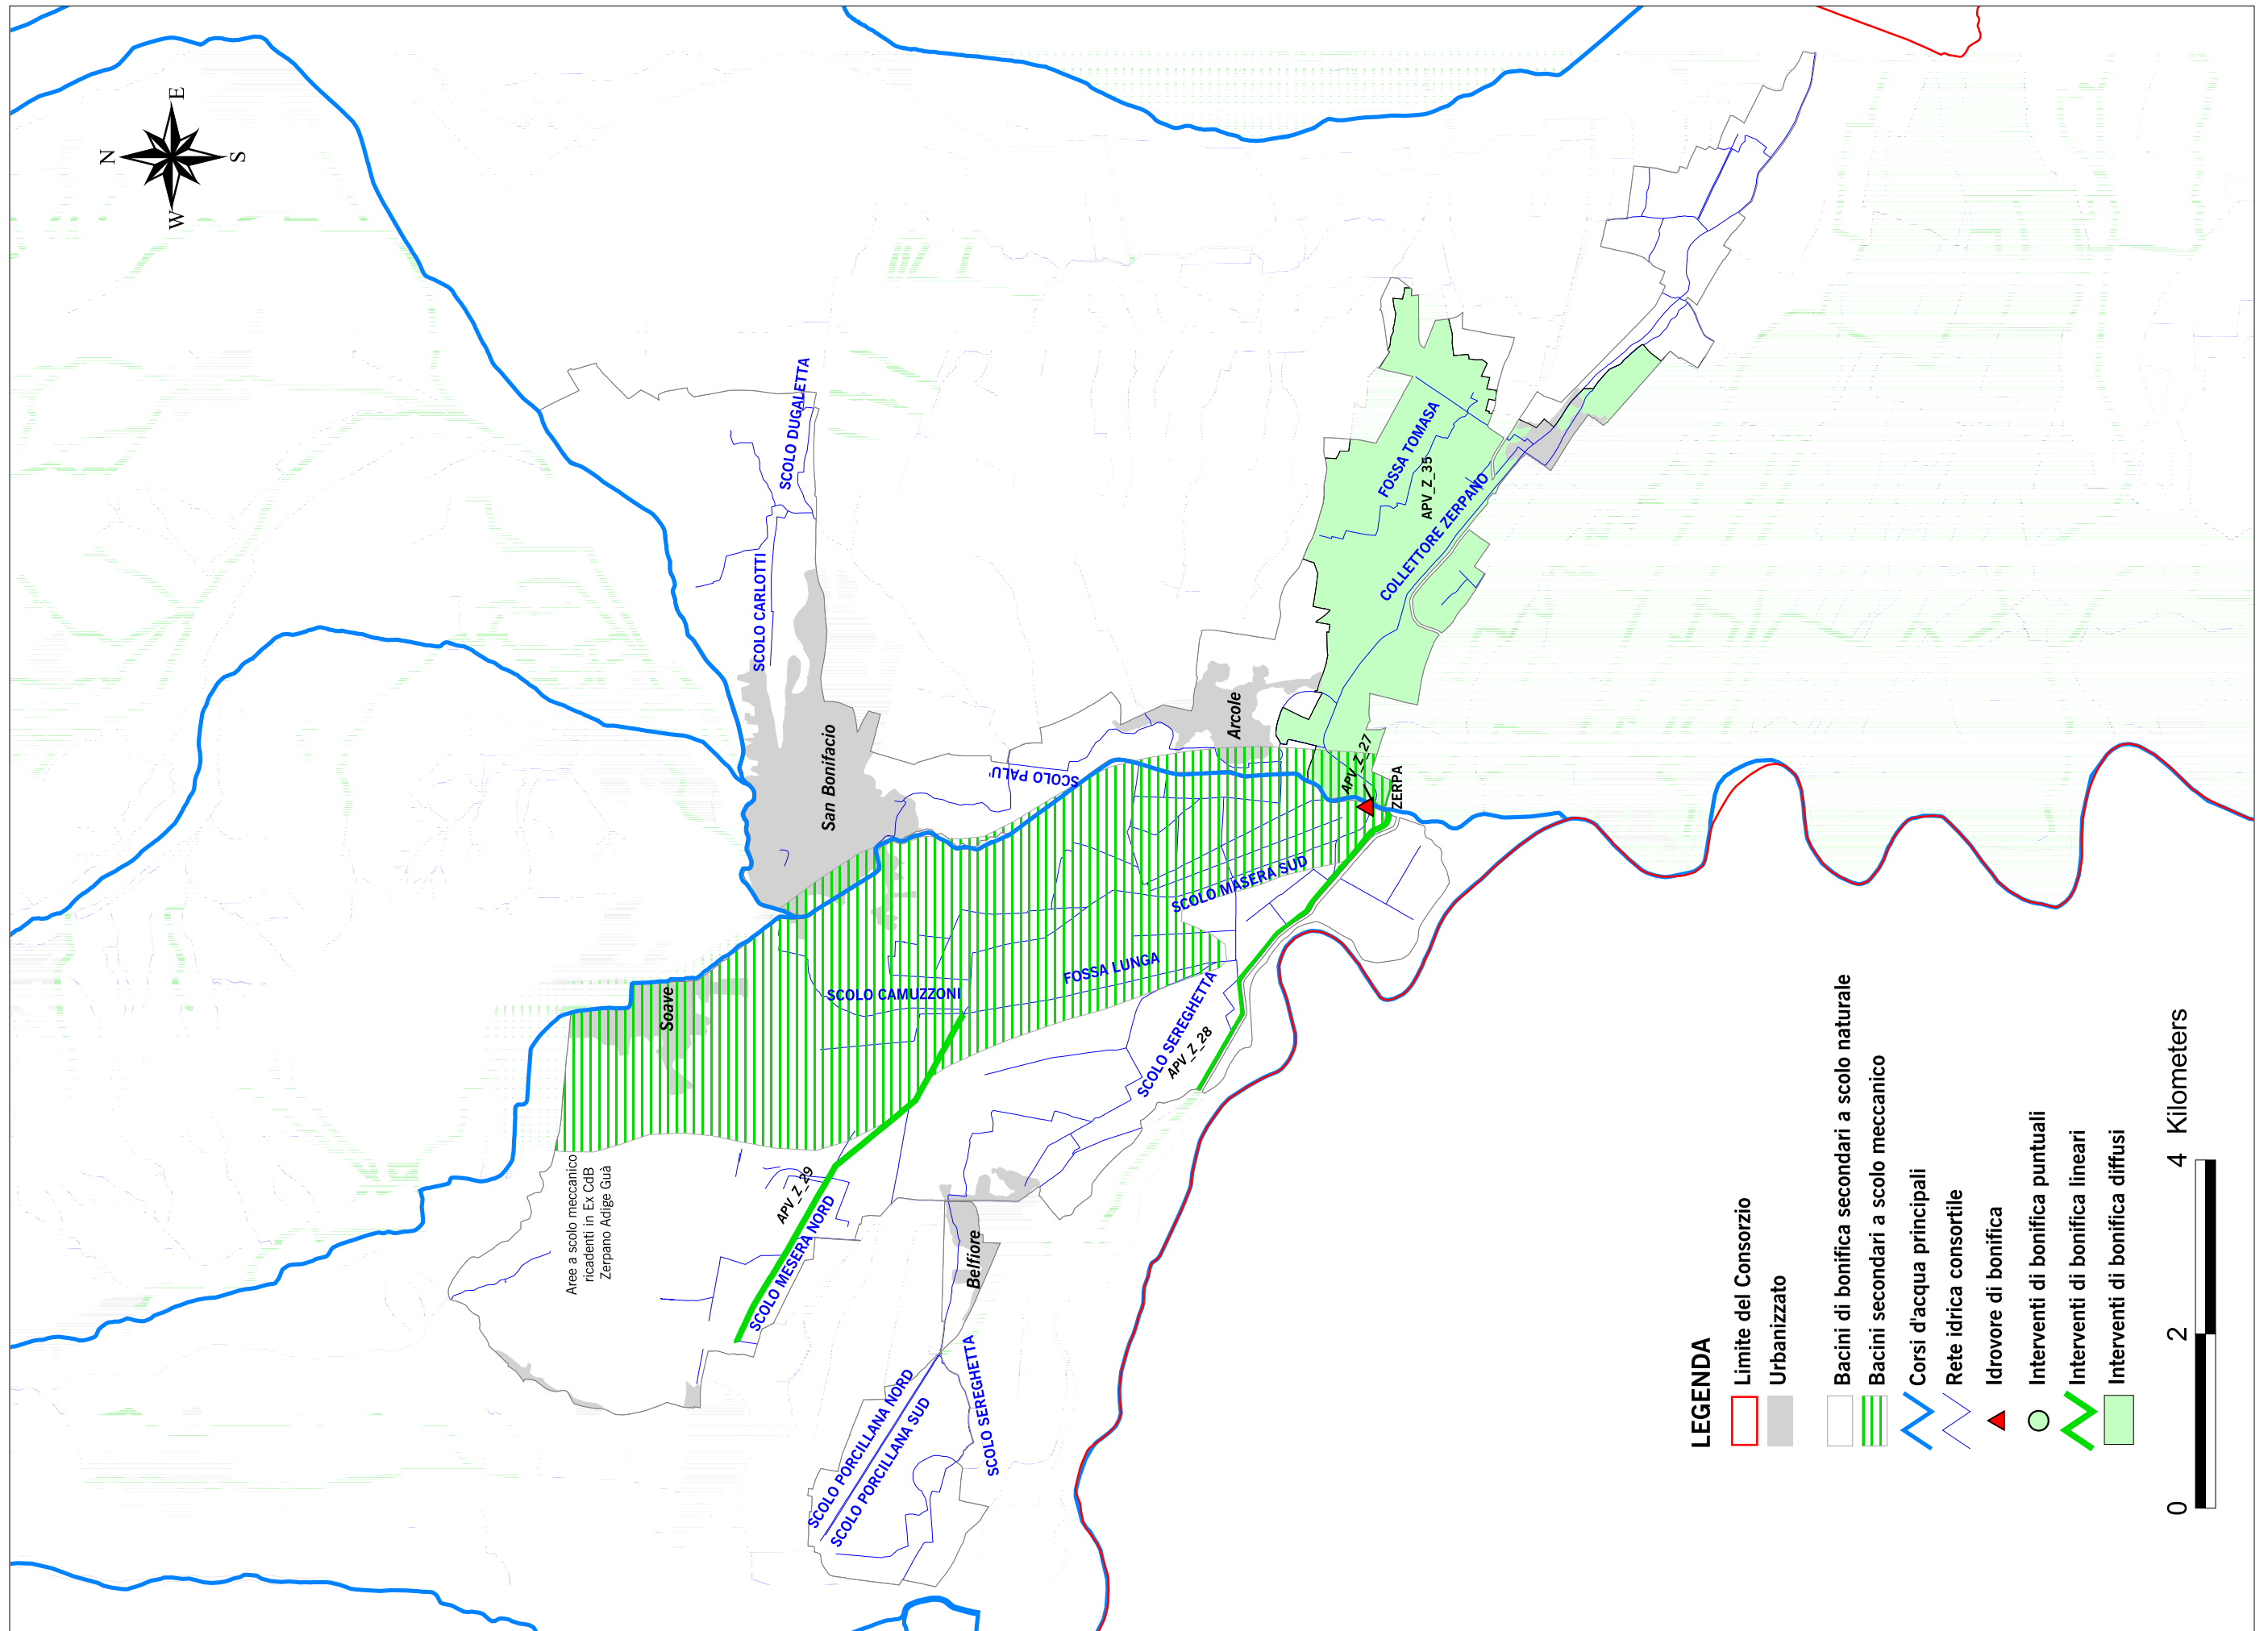 N
E
S
W
SCOLO DUGALETTA
SCOLO CARLOTTI
San Bonifacio
SCOLO PALU'
Arcole
FOSSA TOMASA
APV_Z_35
COLLETTORE ZERPANO
APV_Z_27
ZERPA
SCOLO MASERA SUD
FOSSA LUNGA
SCOLO CAMUZZONI
Soave
SCOLO SEREGHETTA
APV_Z_28
Aree a scolo meccanico
ricadenti in Ex CdB
Zerpano Adige Guà
APV_Z_29
SCOLO MESERA NORD
Belfiore
SCOLO PORCILLANA NORD
SCOLO PORCILLANA SUD
SCOLO SEREGHETTA
LEGENDA
Limite del Consorzio
Urbanizzato
Bacini di bonifica secondari a scolo naturale
Bacini secondari a scolo meccanico
Corsi d'acqua principali
Rete idrica consortile
Idrovore di bonifica
Interventi di bonifica puntuali
Interventi di bonifica lineari
Interventi di bonifica diffusi
0 2 4 Kilometers